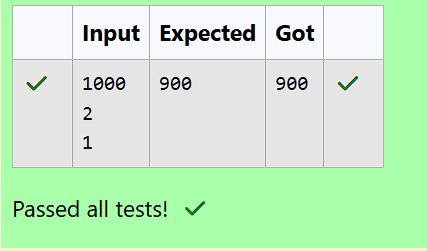 Input Expected Got
1000 900 900
2
1
Passed all tests!